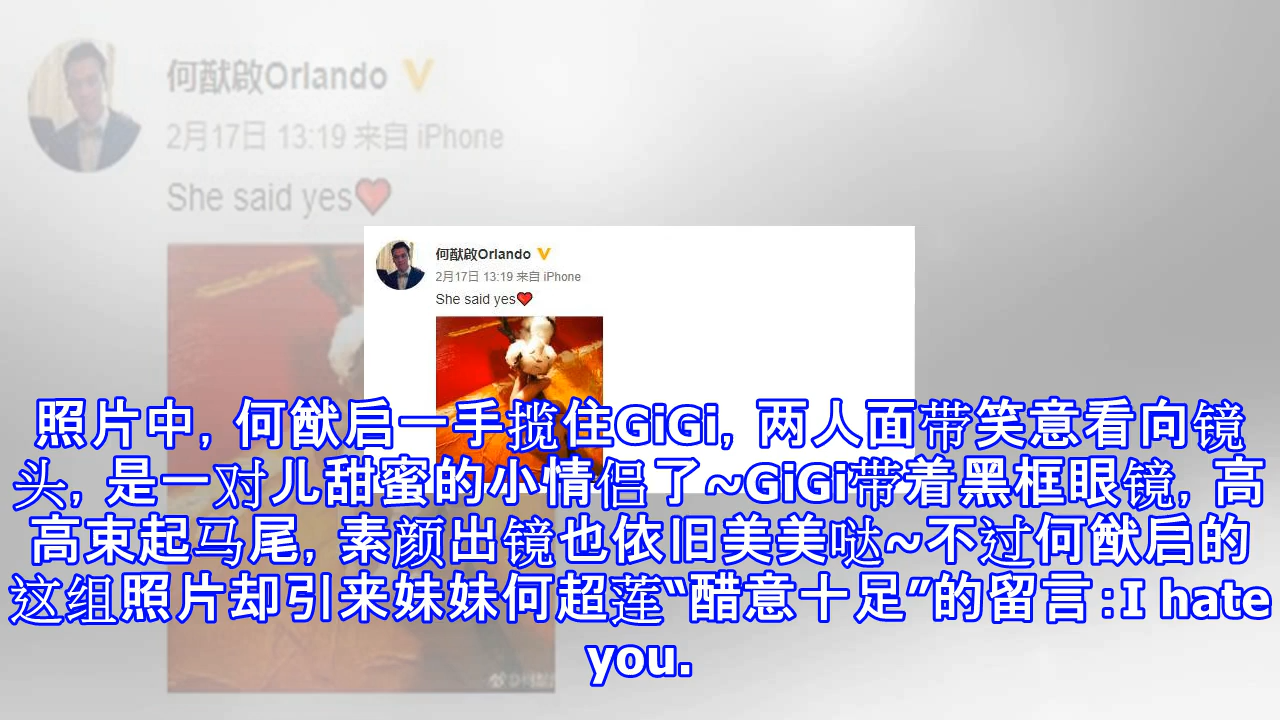 何猷啟Orlando
2月17日 13:19 来自 iPhone
She said yes
何猷啟Orlando
2月17日 13:19 来自 iPhone
She said yes
照片中, 何猷启一手揽住GiGi, 两人面带笑意看向镜
头, 是一对儿甜蜜的小情侣了~GiGi带着黑框眼镜, 高
高束起马尾, 素颜出镜也依旧美美哒~不过何猷启的
这组照片却引来妹妹何超莲“醋意十足”的留言:I hate
you.